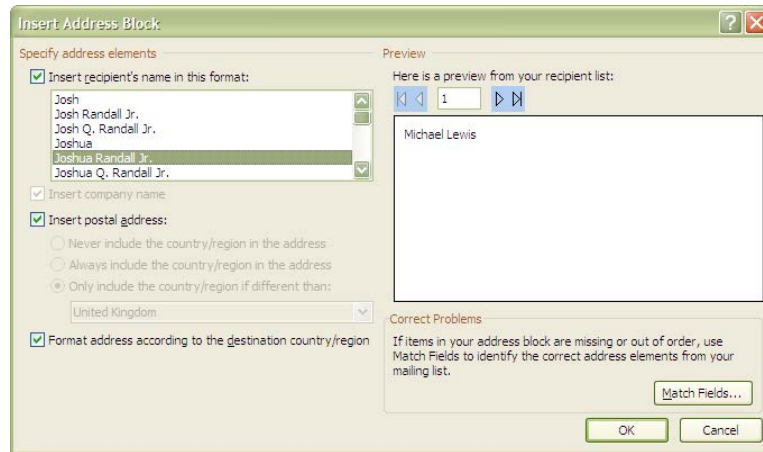 Insert Address Block
Specify address elements
Insert recipient's name in this format:
Josh
Josh Randall Jr.
Josh Q. Randall Jr.
Joshua
Joshua Randall Jr.
Joshua Q. Randall Jr.
Insert company name
Insert postal address:
Never include the country/region in the address
Always include the country/region in the address
Only include the country/region if different than:
United Kingdom
Format address according to the destination country/region
Preview
Here is a preview from your recipient list:
1
Michael Lewis
Correct Problems
If items in your address block are missing or out of order, use
Match Fields to identify the correct address elements from your
mailing list.
Match Fields...
OK
Cancel